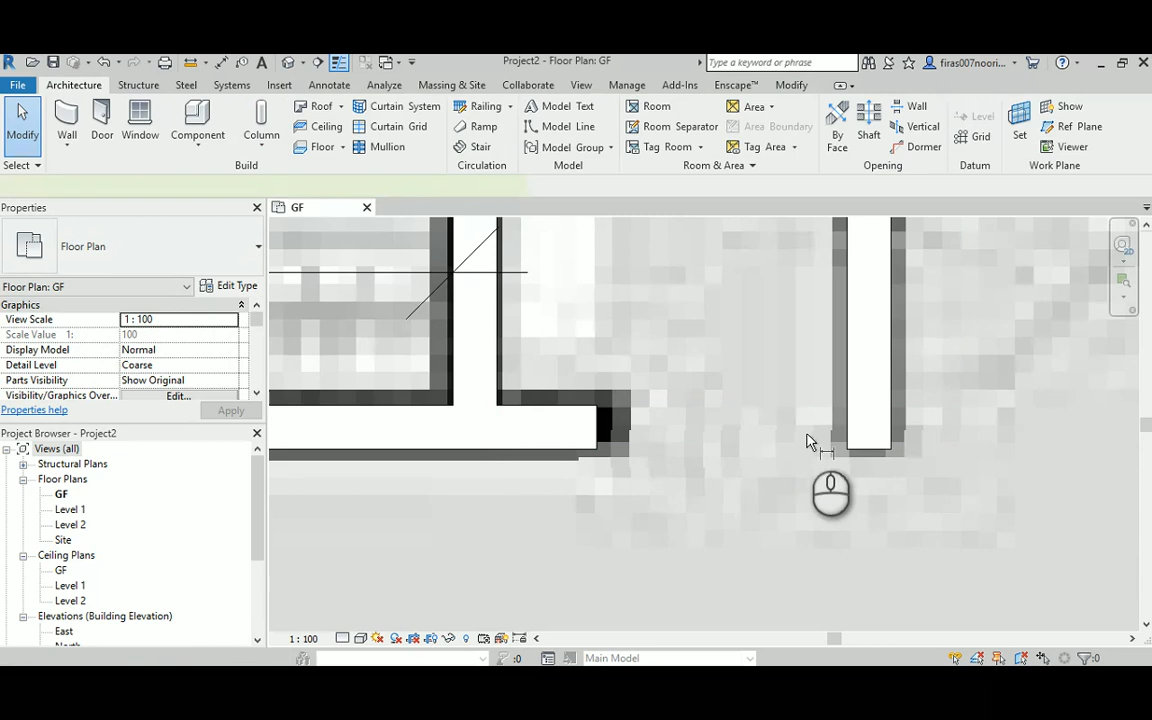 Project2 - Floor Plan: GF
Type a keyword or phrase
firas007noori...
File Architecture Structure Steel Systems Insert Annotate Analyze Massing & Site Collaborate View Manage Add-Ins Escape™ Modify
Modify
Wall
Door
Window
Component
Column
Roof
Ceiling
Floor
Curtain System
Curtain Grid
Mullion
Railing
Ramp
Stair
Model Text
Model Line
Model Group
Room
Room Separator
Tag Room
Area
Area Boundary
Tag Area
By
Face
Shaft
Wall
Vertical
Dormer
Level
Grid
Set
Show
Ref Plane
Viewer
Select Build Circulation Model Room & Area Opening Datum Work Plane
Properties
GF
Floor Plan
Floor Plan: GF Edit Type
Graphics
View Scale 1 : 100
Scale Value 1: 100
Display Model Normal
Detail Level Coarse
Parts Visibility Show Original
Visibility/Graphics Over... Edit...
Properties help Apply
Project Browser - Project2
Views (all)
Structural Plans
Floor Plans
GF
Level 1
Level 2
Site
Ceiling Plans
GF
Level 1
Level 2
Elevations (Building Elevation)
East
1 : 100
:0
Main Model
:0
2D